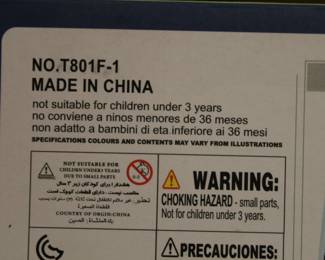 NO.T801F-1
MADE IN CHINA
not suitable for children under 3 years
no conviene a ninos menores de 36 meses
non adatto a bambini di eta inferiore ai 36 mesi
SPECIFICATIONS COLOURS AND CONTENTS MAY VARY FROM ILLUSTRATIONS
NOT SUITABLE FOR
CHILDREN UNDER3 YEARS
DUE TO SMALL PARTS
COUNTRY OF ORGIN:CHINA
WARNING:
CHOKING HAZARD - small parts,
Not for children under 3 years.
PRECAUCIONES: